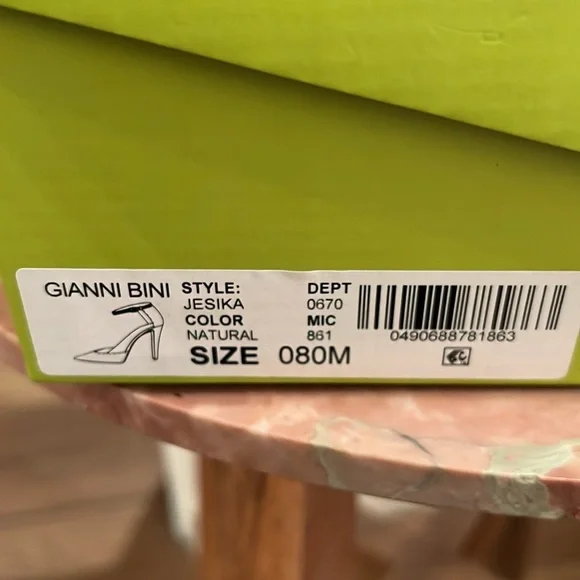 GIANNI BINI
STYLE:
JESIKA
COLOR
NATURAL
SIZE 080M
DEPT
0670
MIC
861
0490688781863